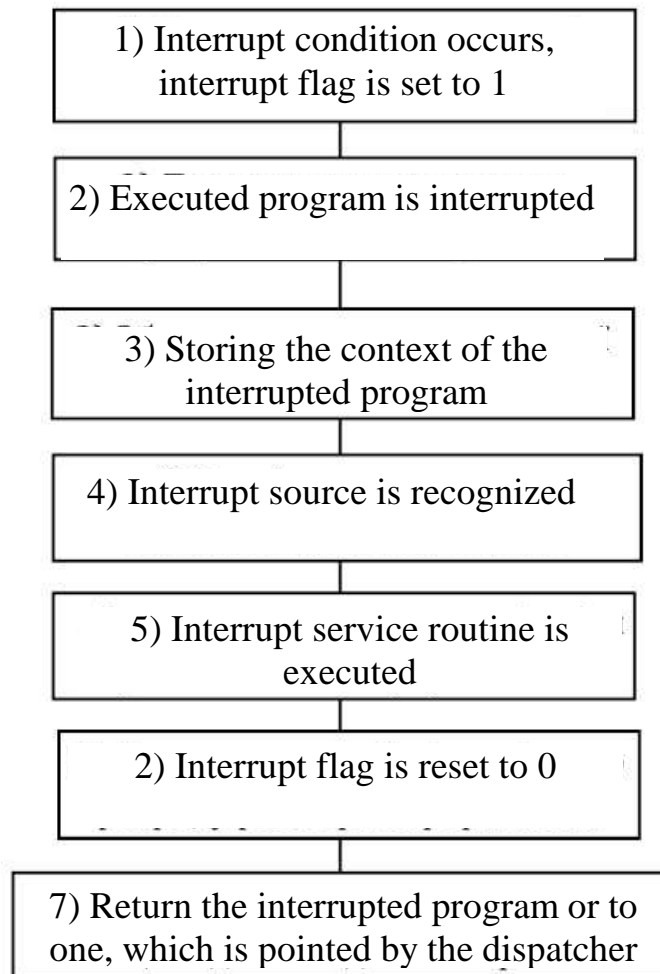 1) Interrupt condition occurs,
interrupt flag is set to 1
2) Executed program is interrupted
3) Storing the context of the
interrupted program
4) Interrupt source is recognized
5) Interrupt service routine is
executed
2) Interrupt flag is reset to 0
7) Return the interrupted program or to
one, which is pointed by the dispatcher